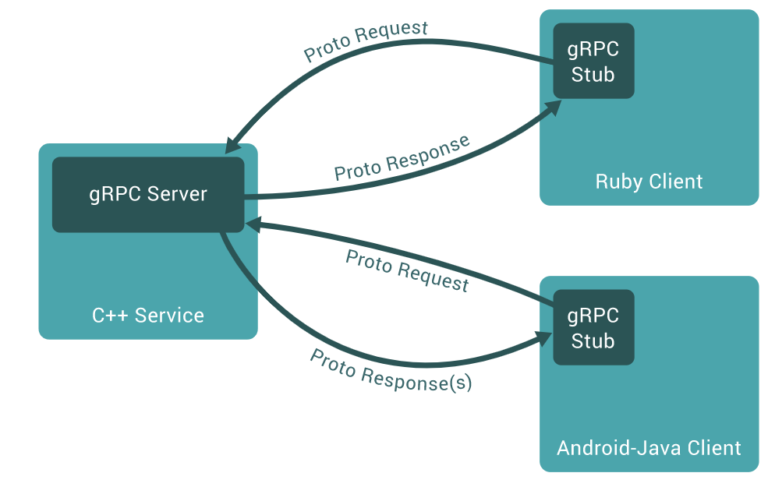 Proto Request
gRPC
Stub
Proto Response
Ruby Client
gRPC Server
C++ Service
Proto Request
gRPC
Stub
Proto Response(s)
Android-Java Client